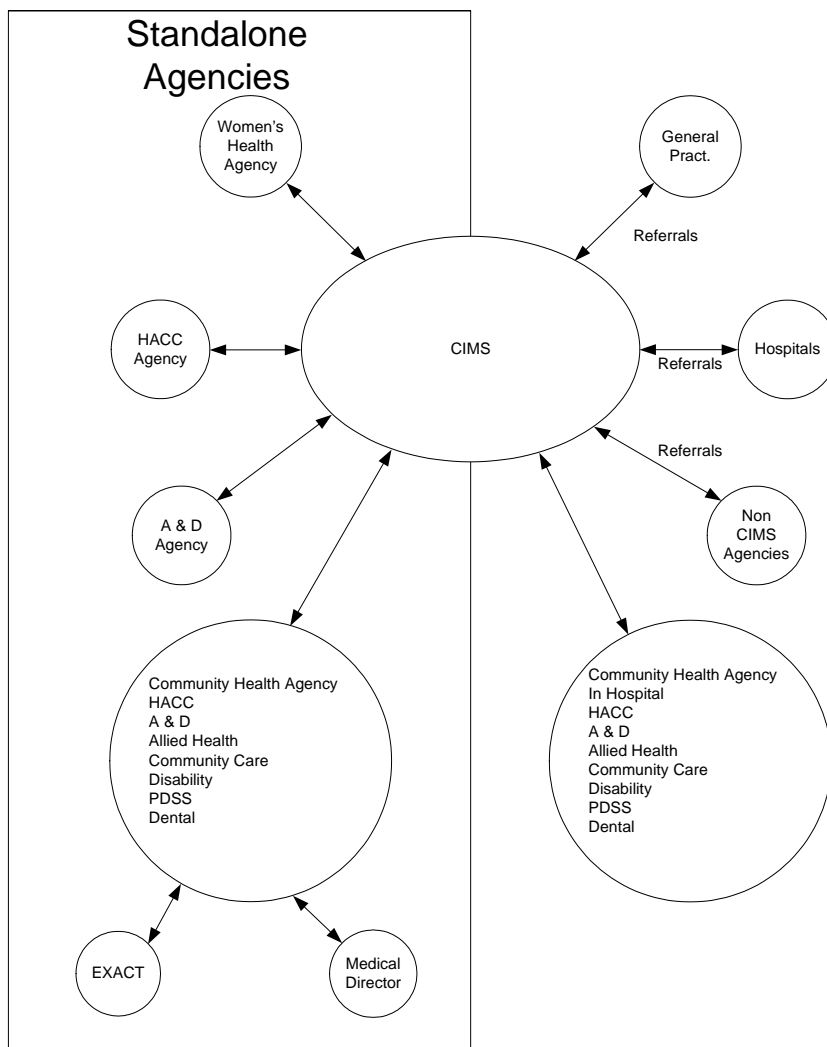 Standalone
Agencies
Women's
Health
Agency
General
Pract.
Referrals
HACC
Agency
CIMS
Referrals
Hospitals
Referrals
A & D
Agency
Non
CIMS
Agencies
Community Health Agency
HACC
A & D
Allied Health
Community Care
Disability
PDSS
Dental
Community Health Agency
In Hospital
HACC
A & D
Allied Health
Community Care
Disability
PDSS
Dental
EXACT
Medical
Director